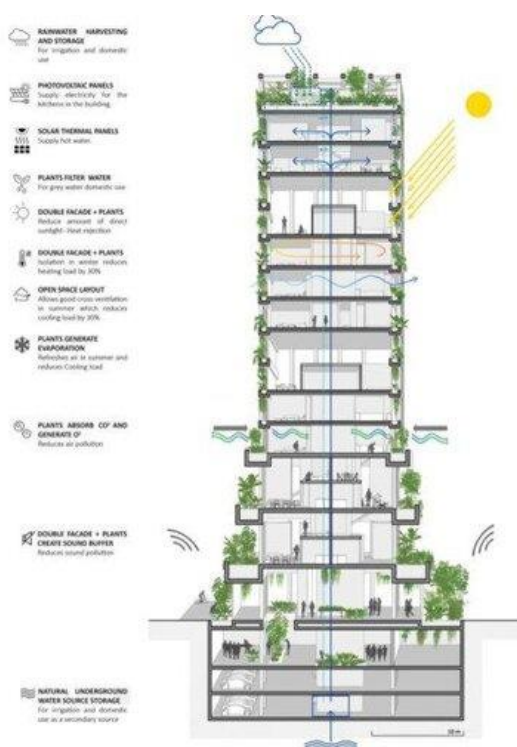 RAINWATER HARVESTING
AND STORAGE
For irrigation and domestic
use
PHOTOVOLTAIC PANELS
Supply electricity for the
kitchens in the building
SOLAR THERMAL PANELS
Supply hot water
PLANTS FILTER WATER
For grey water domestic use
DOUBLE FACADE + PLANTS
Reduce amount of direct
sunlight - Heat rejection
DOUBLE FACADE + PLANTS
Isolation in winter reduces
heating load by 30%
OPEN SPACE LAYOUT
Allows good cross ventilation
in summer which reduces
cooling load by 30%
PLANTS GENERATE
EVAPORATION
Refreshes air in summer and
reduces Cooling load
PLANTS ABSORB CO² AND
GENERATE O²
Reduces air pollution
DOUBLE FACADE + PLANTS
CREATE SOUND BUFFER
Reduces sound pollution
NATURAL UNDERGROUND
WATER SOURCE STORAGE
For irrigation and domestic
use as a secondary source